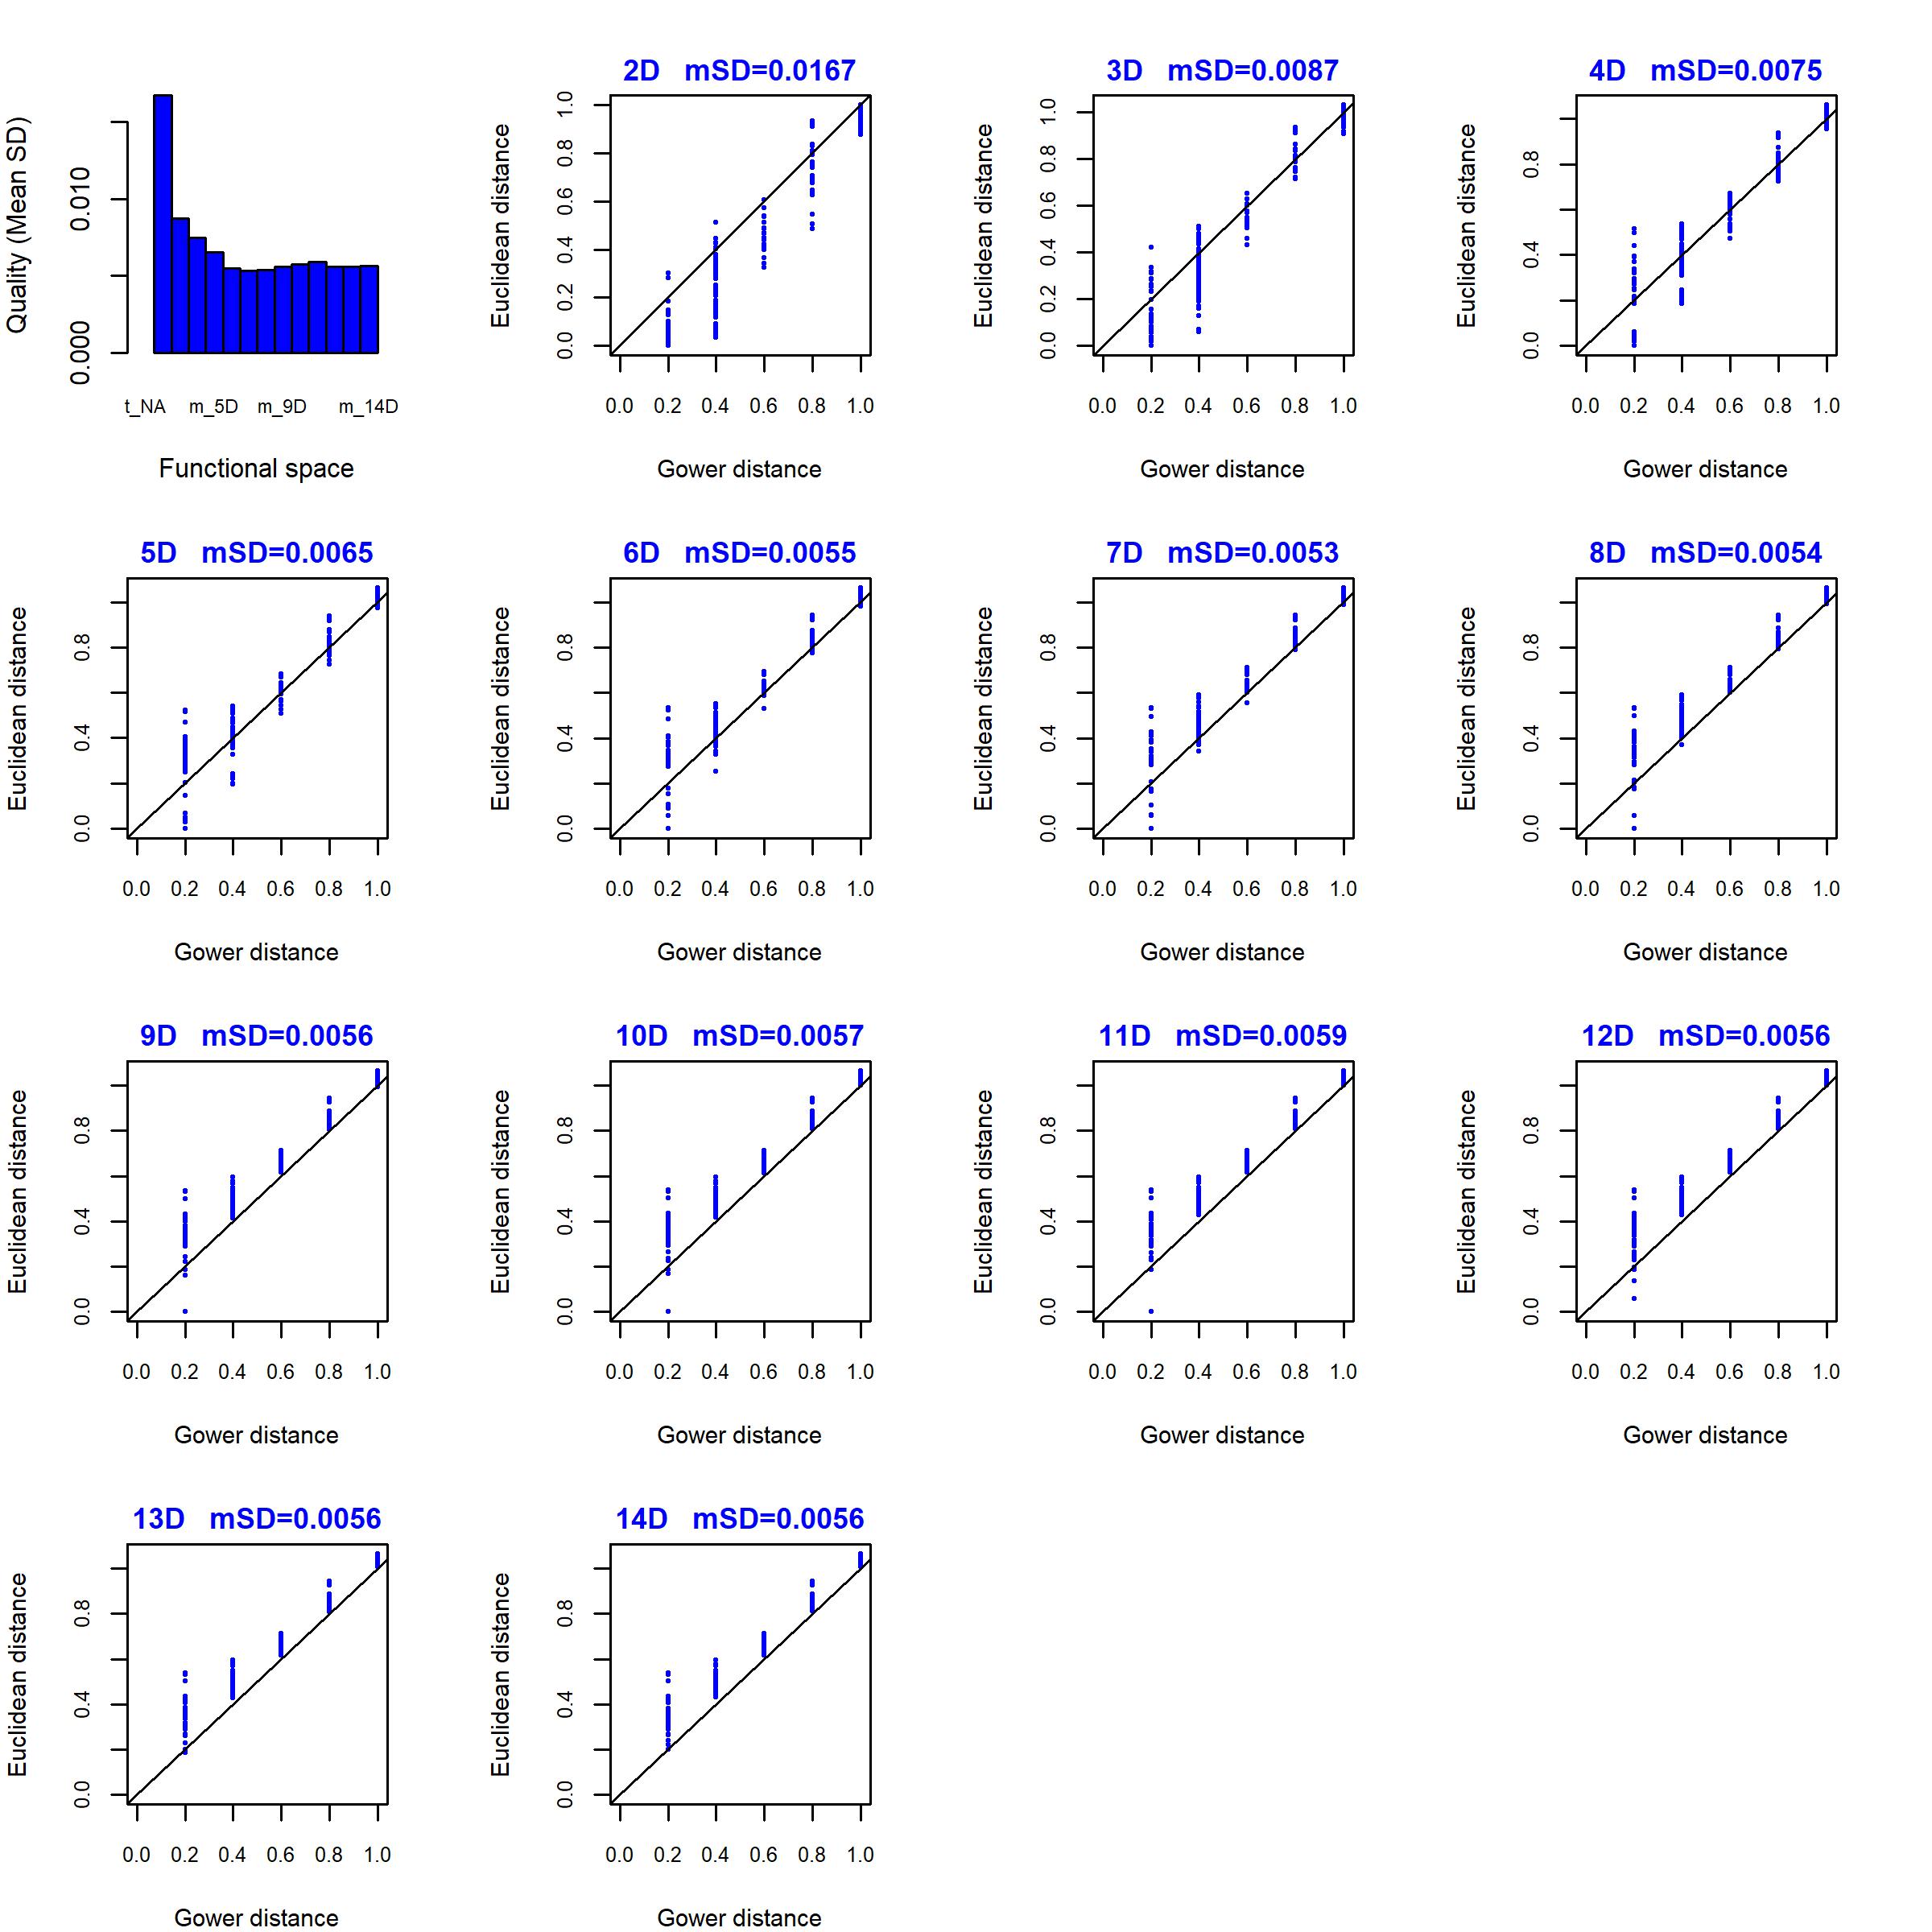 Quality (Mean SD)
0.000 0.010
t_NA m_5D m_9D m_14D
Functional space
2D mSD=0.0167
Euclidean distance
0.0 0.2 0.4 0.6 0.8 1.0
0.0 0.2 0.4 0.6 0.8 1.0
Gower distance
3D mSD=0.0087
Euclidean distance
0.0 0.2 0.4 0.6 0.8 1.0
0.0 0.2 0.4 0.6 0.8 1.0
Gower distance
4D mSD=0.0075
Euclidean distance
0.0 0.4 0.8
0.0 0.2 0.4 0.6 0.8 1.0
Gower distance
5D mSD=0.0065
Euclidean distance
0.0 0.4 0.8
0.0 0.2 0.4 0.6 0.8 1.0
Gower distance
6D mSD=0.0055
Euclidean distance
0.0 0.4 0.8
0.0 0.2 0.4 0.6 0.8 1.0
Gower distance
7D mSD=0.0053
Euclidean distance
0.0 0.4 0.8
0.0 0.2 0.4 0.6 0.8 1.0
Gower distance
8D mSD=0.0054
Euclidean distance
0.0 0.4 0.8
0.0 0.2 0.4 0.6 0.8 1.0
Gower distance
9D mSD=0.0056
Euclidean distance
0.0 0.4 0.8
0.0 0.2 0.4 0.6 0.8 1.0
Gower distance
10D mSD=0.0057
Euclidean distance
0.0 0.4 0.8
0.0 0.2 0.4 0.6 0.8 1.0
Gower distance
11D mSD=0.0059
Euclidean distance
0.0 0.4 0.8
0.0 0.2 0.4 0.6 0.8 1.0
Gower distance
12D mSD=0.0056
Euclidean distance
0.0 0.4 0.8
0.0 0.2 0.4 0.6 0.8 1.0
Gower distance
13D mSD=0.0056
Euclidean distance
0.0 0.4 0.8
0.0 0.2 0.4 0.6 0.8 1.0
Gower distance
14D mSD=0.0056
Euclidean distance
0.0 0.4 0.8
0.0 0.2 0.4 0.6 0.8 1.0
Gower distance